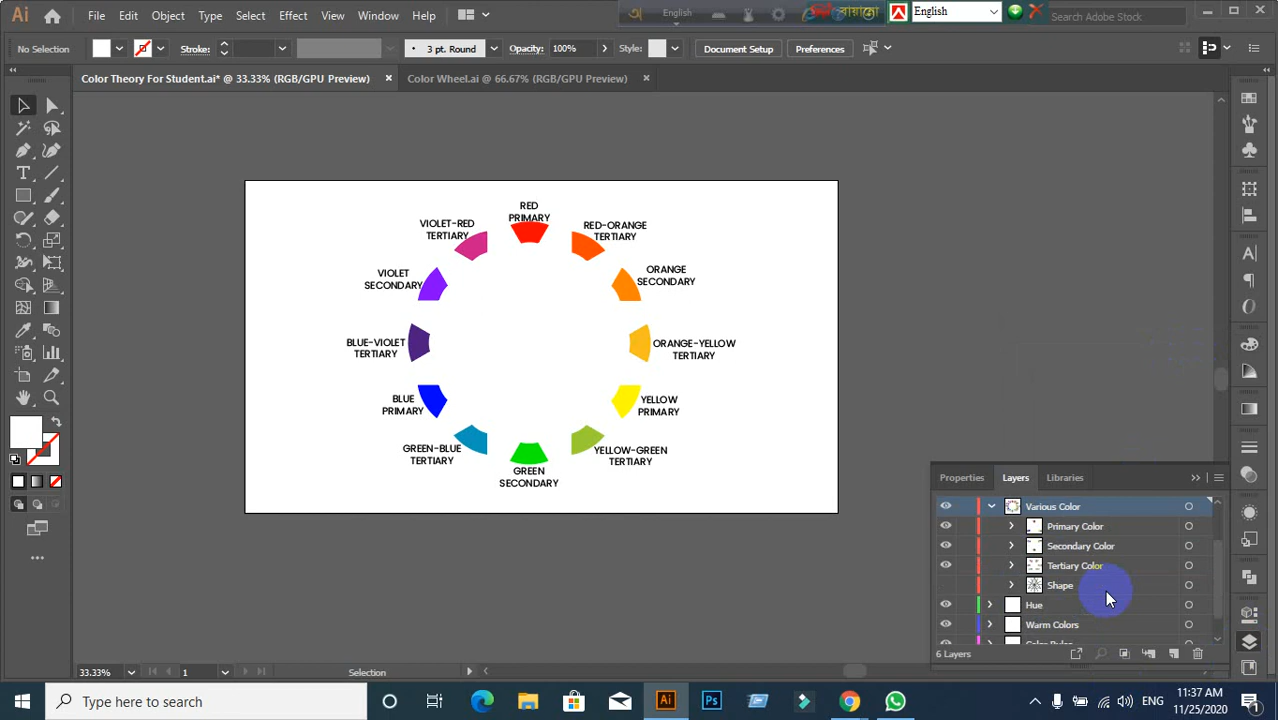 Ai
File Edit Object Type Select Effect View Window Help
English
English
Search Adobe Stock
No Selection
Stroke:
3 pt. Round
Opacity: 100%
Style:
Document Setup
Preferences
Color Theory For Student.ai* @ 33.33% (RGB/GPU Preview)
Color Wheel.ai @ 66.67% (RGB/GPU Preview)
RED
PRIMARY
VIOLET-RED
TERTIARY
RED-ORANGE
TERTIARY
VIOLET
SECONDARY
ORANGE
SECONDARY
BLUE-VIOLET
TERTIARY
ORANGE-YELLOW
TERTIARY
BLUE
PRIMARY
YELLOW
PRIMARY
GREEN-BLUE
TERTIARY
YELLOW-GREEN
TERTIARY
GREEN
SECONDARY
Properties
Layers
Libraries
Various Color
Primary Color
Secondary Color
Tertiary Color
Shape
Hue
Warm Colors
6 Layers
33.33%
1
Selection
Type here to search
Ai
Ps
ENG
11:37 AM
11/25/2020
1